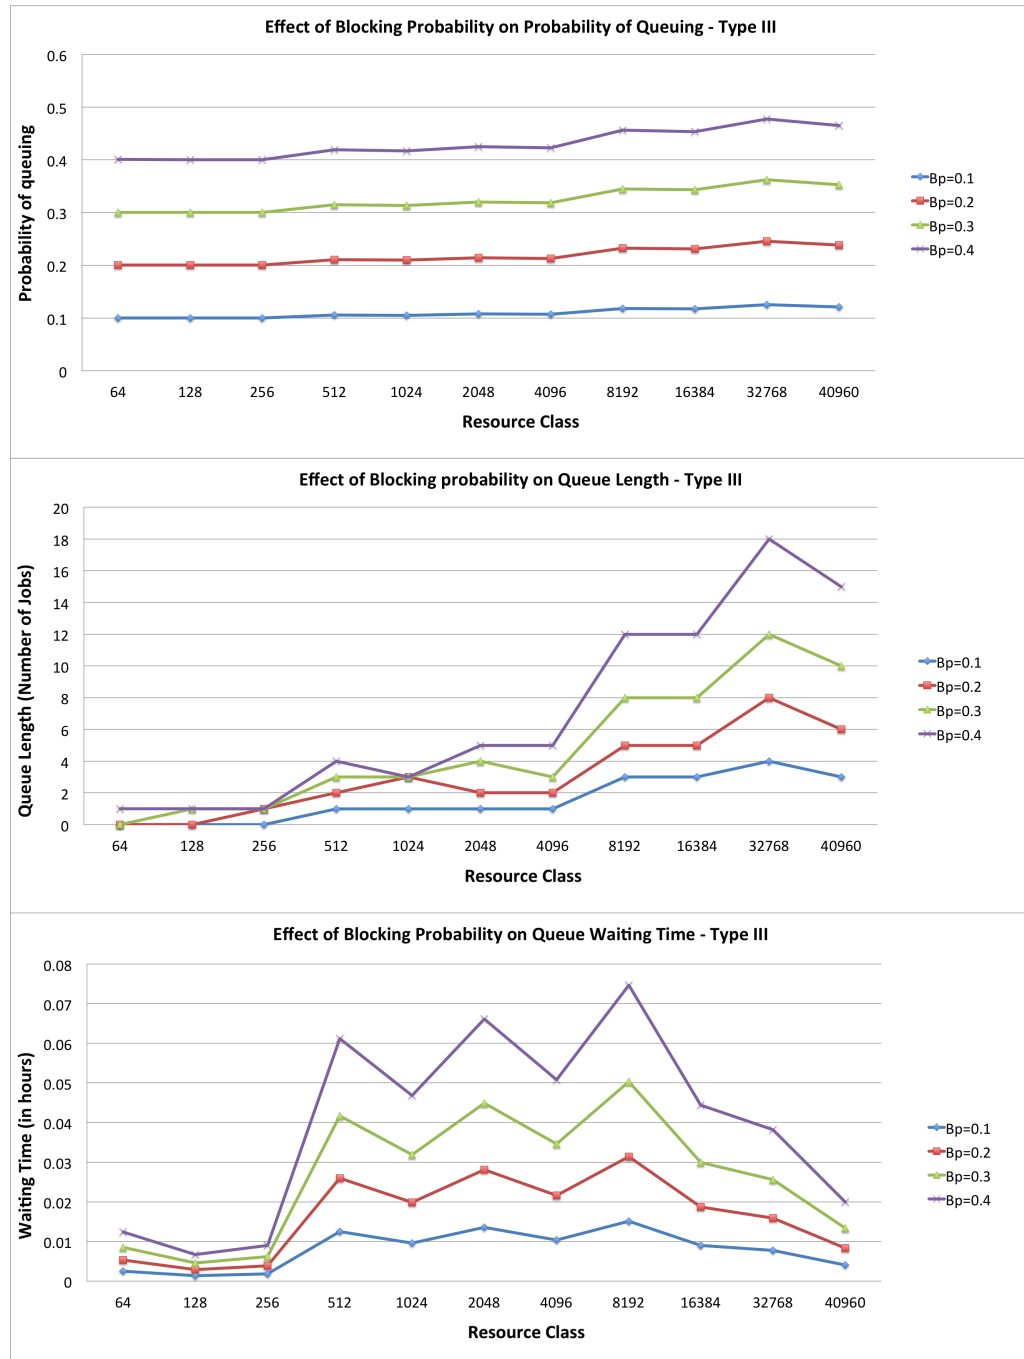 Effect of Blocking Probability on Probability of Queuing - Type III
Probability of queuing
0.6
0.5
0.4
0.3
0.2
0.1
0
64 128 256 512 1024 2048 4096 8192 16384 32768 40960
Resource Class
Bp=0.1
Bp=0.2
Bp=0.3
Bp=0.4
Effect of Blocking probability on Queue Length - Type III
Queue Length (Number of Jobs)
20
18
16
14
12
10
8
6
4
2
0
64 128 256 512 1024 2048 4096 8192 16384 32768 40960
Resource Class
Bp=0.1
Bp=0.2
Bp=0.3
Bp=0.4
Effect of Blocking Probability on Queue Waiting Time - Type III
Waiting Time (in hours)
0.08
0.07
0.06
0.05
0.04
0.03
0.02
0.01
0
64 128 256 512 1024 2048 4096 8192 16384 32768 40960
Resource Class
Bp=0.1
Bp=0.2
Bp=0.3
Bp=0.4